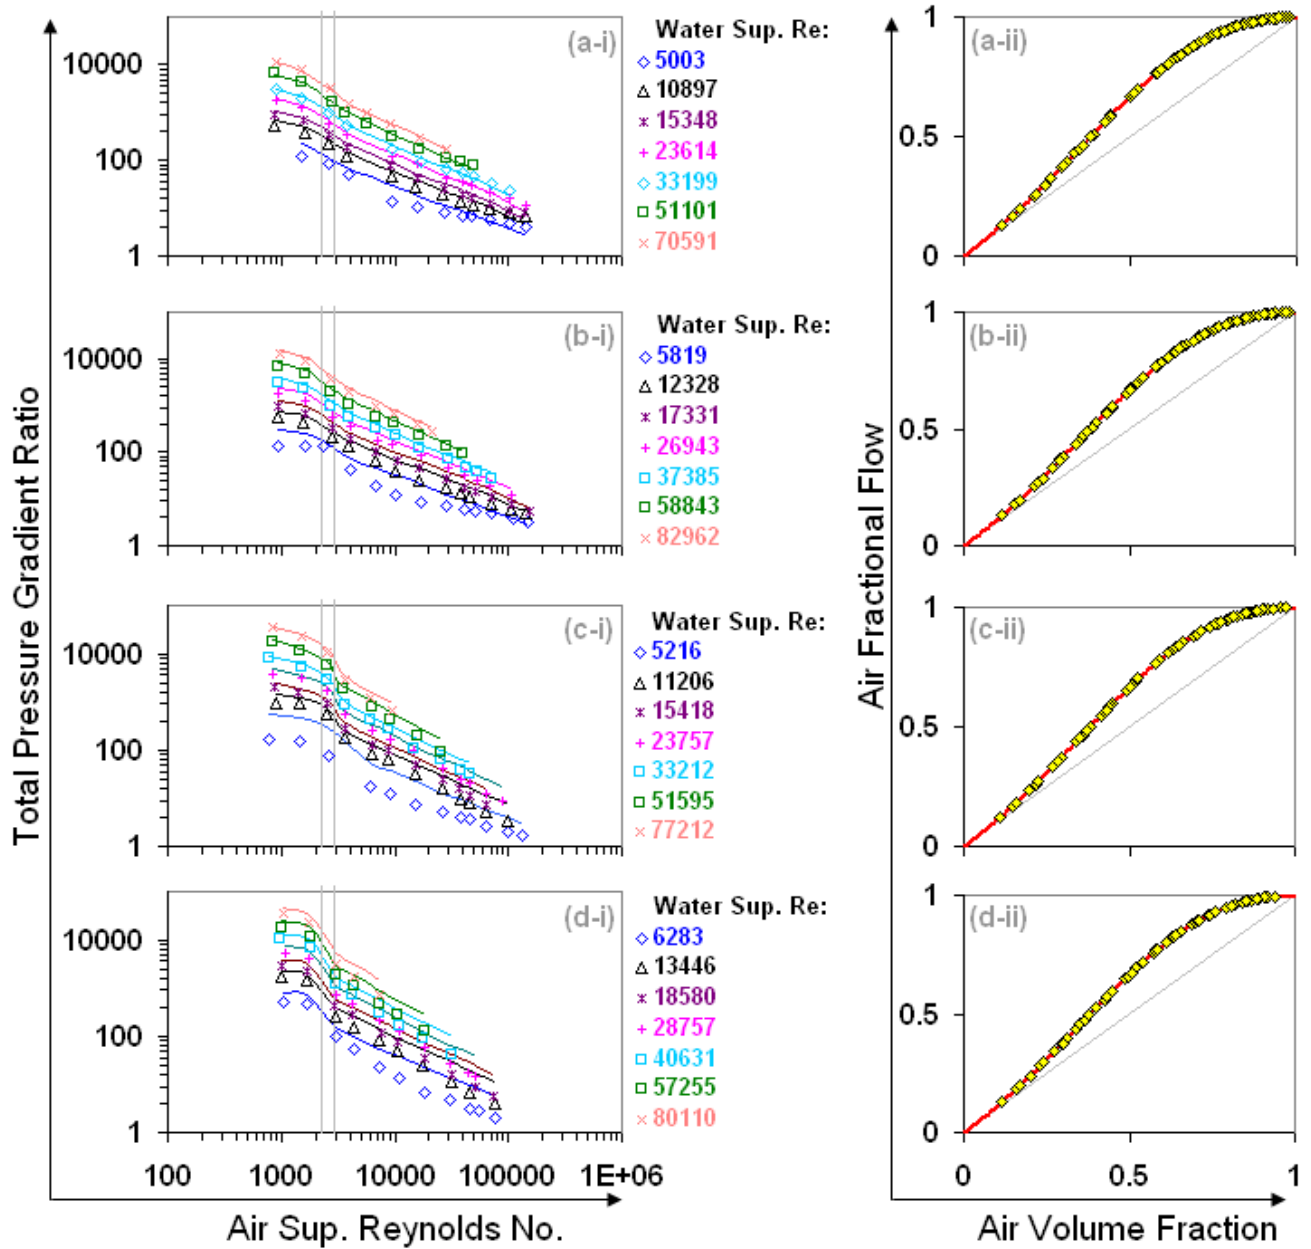 Total Pressure Gradient Ratio
(a-i)
10000
100
1
Water Sup. Re:
5003
10897
15348
23614
33199
51101
70591
(b-i)
10000
100
1
Water Sup. Re:
5819
12328
17331
26943
37385
58843
82962
(c-i)
10000
100
1
Water Sup. Re:
5216
11206
15418
23757
33212
51595
77212
(d-i)
10000
100
1
Water Sup. Re:
6283
13446
18580
28757
40631
57255
80110
100 1000 10000 100000 1E+06
Air Sup. Reynolds No.
Air Fractional Flow
(a-ii)
1
0.5
0
(b-ii)
1
0.5
0
(c-ii)
1
0.5
0
(d-ii)
1
0.5
0
0 0.5 1
Air Volume Fraction